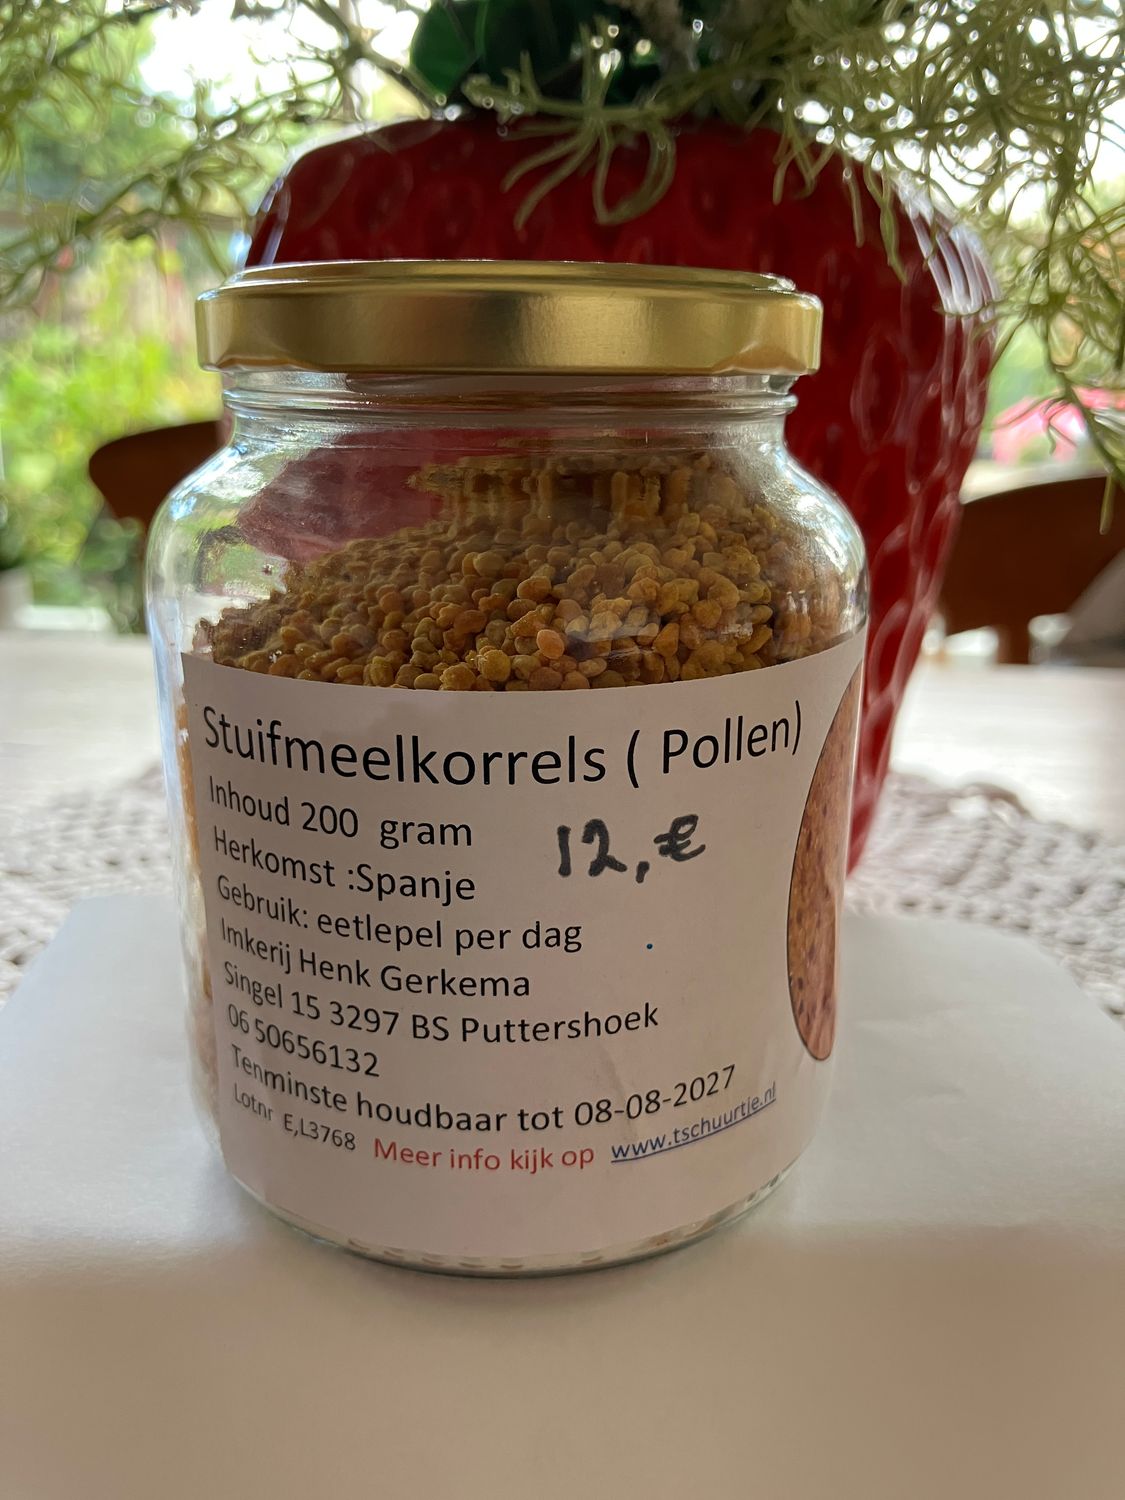 Stuifmeelkorrels ( Pollen)
Inhoud 200 gram
12,€
Herkomst :Spanje
Gebruik: eetlepel per dag
Imkerij Henk Gerkema
Singel 15 3297 BS Puttershoek
06 50656132
Tenminste houdbaar tot 08-08-2027
Lotnr E,L3768 Meer info kijk op www.tschuurtje.nl